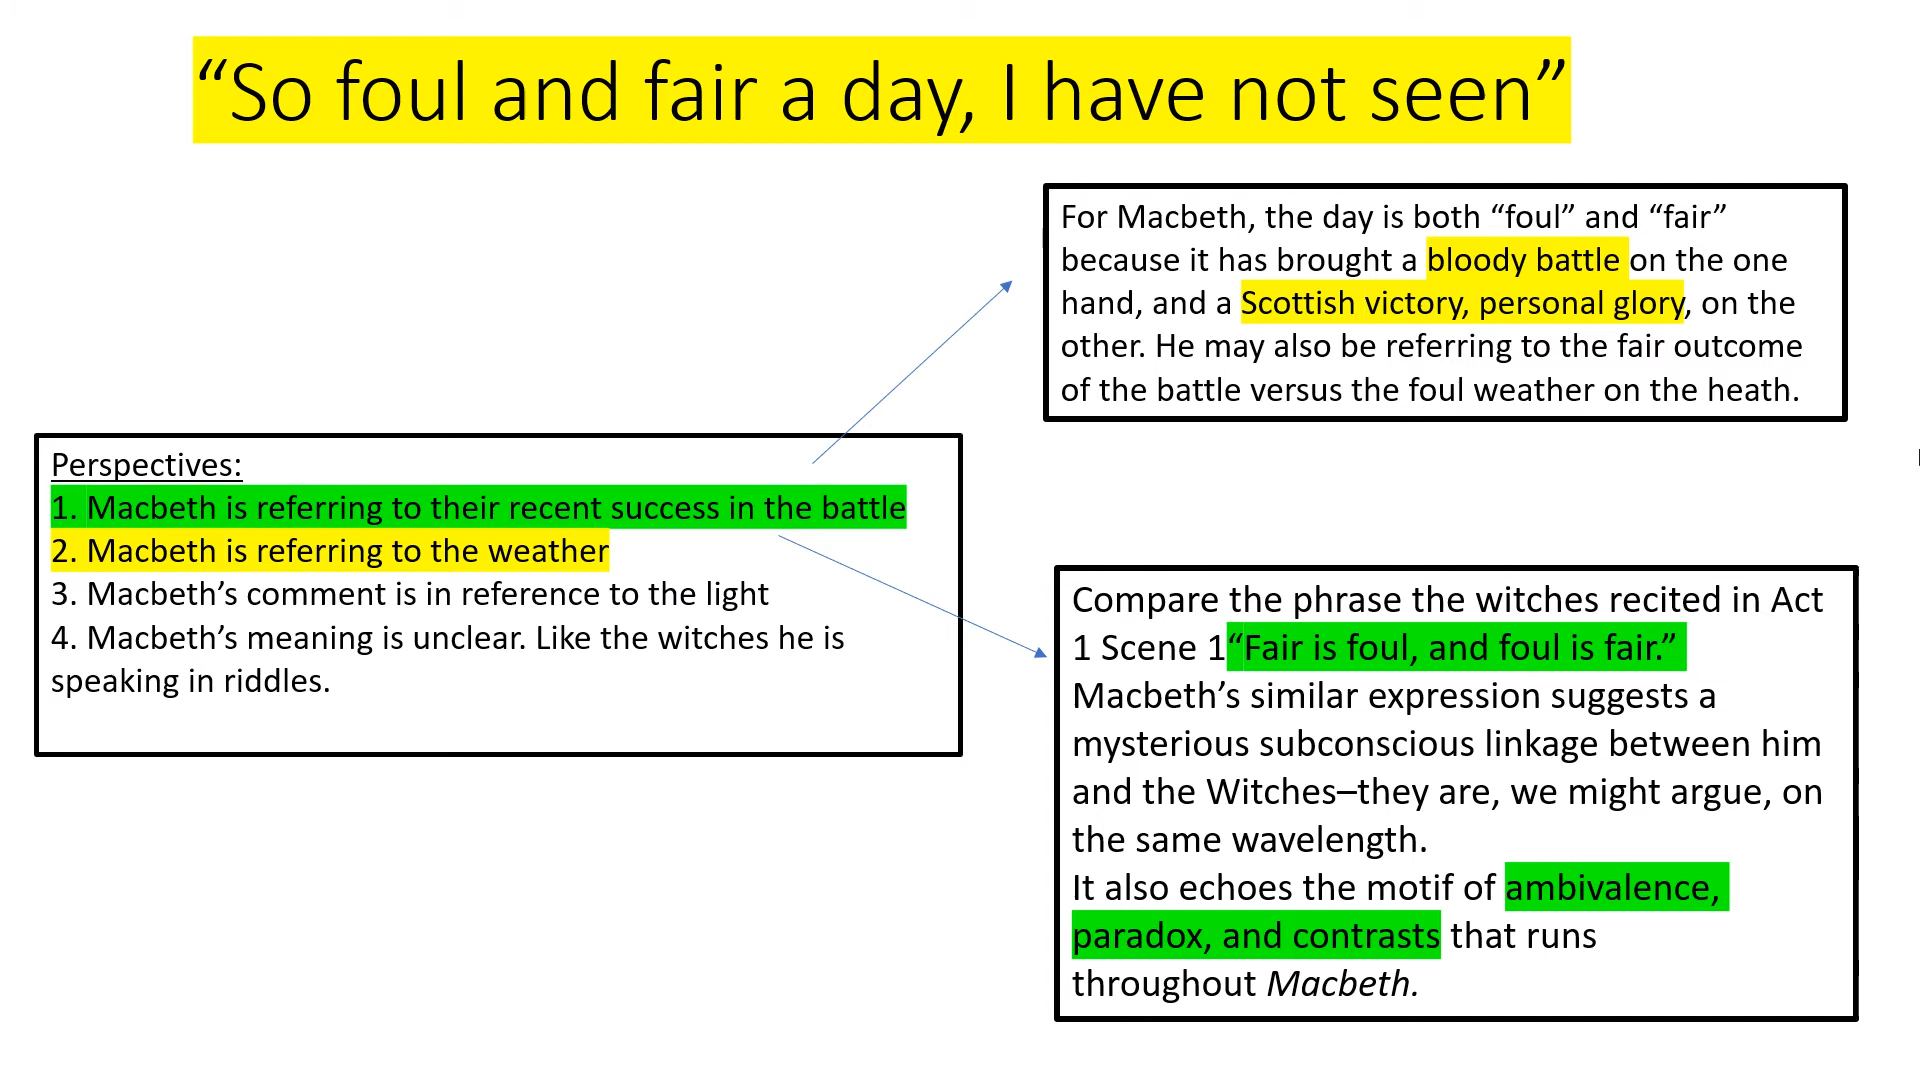 “So foul and fair a day, I have not seen”
For Macbeth, the day is both “foul” and “fair”
because it has brought a bloody battle on the one
hand, and a Scottish victory, personal glory, on the
other. He may also be referring to the fair outcome
of the battle versus the foul weather on the heath.
Perspectives:
1. Macbeth is referring to their recent success in the battle
2. Macbeth is referring to the weather
3. Macbeth’s comment is in reference to the light
4. Macbeth’s meaning is unclear. Like the witches he is
speaking in riddles.
Compare the phrase the witches recited in Act
1 Scene 1“Fair is foul, and foul is fair.”
Macbeth’s similar expression suggests a
mysterious subconscious linkage between him
and the Witches–they are, we might argue, on
the same wavelength.
It also echoes the motif of ambivalence,
paradox, and contrasts that runs
throughout Macbeth.